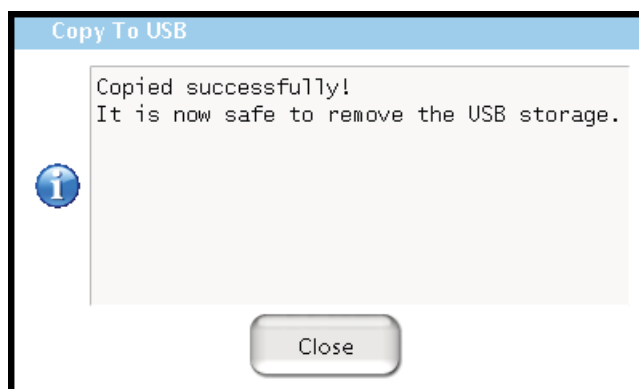 Copy To USB
Copied successfully!
It is now safe to remove the USB storage.
Close